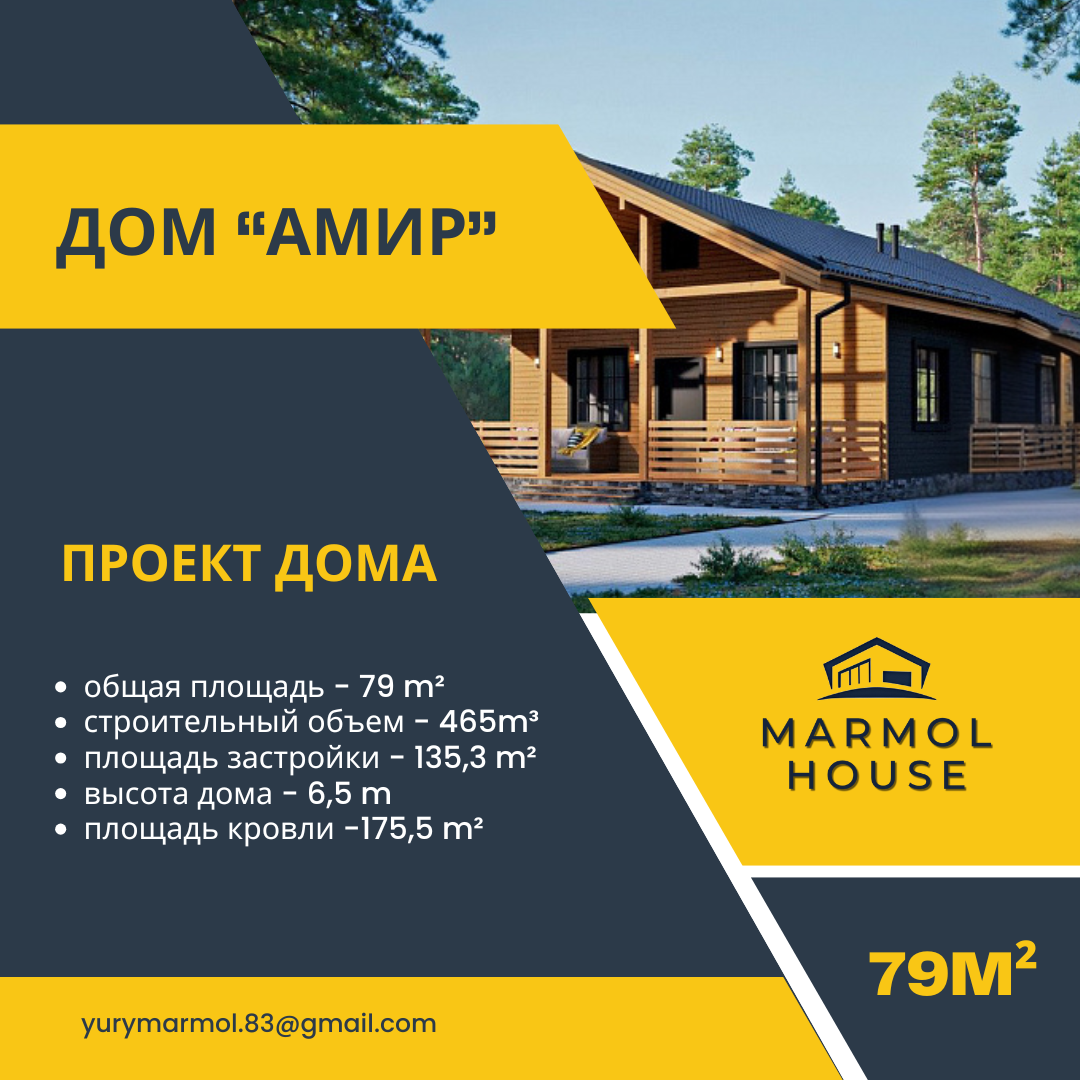 ДОМ “АМИР”
ПРОЕКТ ДОМА
• общая площадь - 79 m²
• строительный объем - 465m³
• площадь застройки - 135,3 m²
• высота дома - 6,5 m
• площадь кровли -175,5 m²
MARMOL
HOUSE
79М²
yurymarmol.83@gmail.com